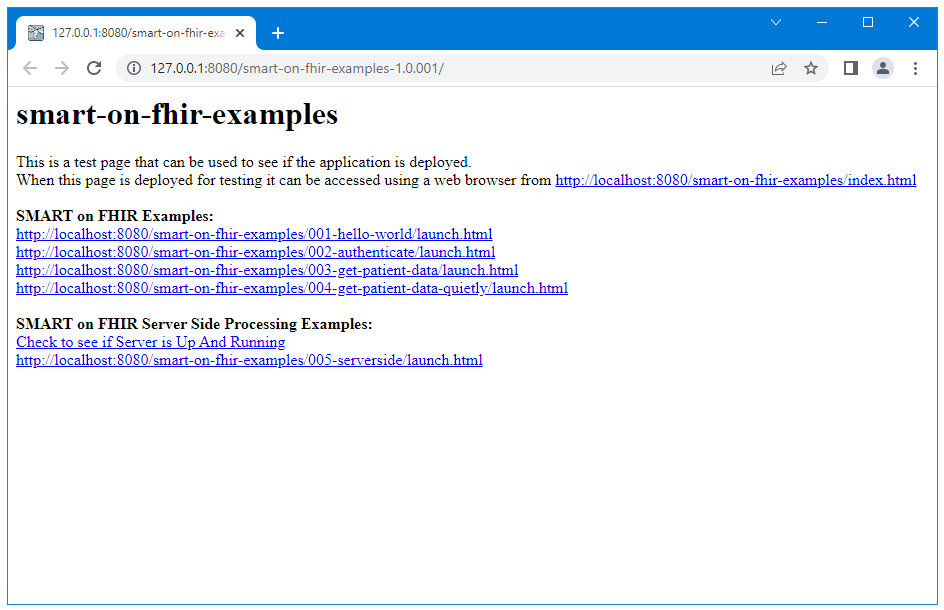 127.0.0.1:8080/smart-on-fhir-exa
127.0.0.1:8080/smart-on-fhir-examples-1.0.001/
smart-on-fhir-examples
This is a test page that can be used to see if the application is deployed.
When this page is deployed for testing it can be accessed using a web browser from http://localhost:8080/smart-on-fhir-examples/index.html
SMART on FHIR Examples:
http://localhost:8080/smart-on-fhir-examples/001-hello-world/launch.html
http://localhost:8080/smart-on-fhir-examples/002-authenticate/launch.html
http://localhost:8080/smart-on-fhir-examples/003-get-patient-data/launch.html
http://localhost:8080/smart-on-fhir-examples/004-get-patient-data-quietly/launch.html
SMART on FHIR Server Side Processing Examples:
Check to see if Server is Up And Running
http://localhost:8080/smart-on-fhir-examples/005-serverside/launch.html